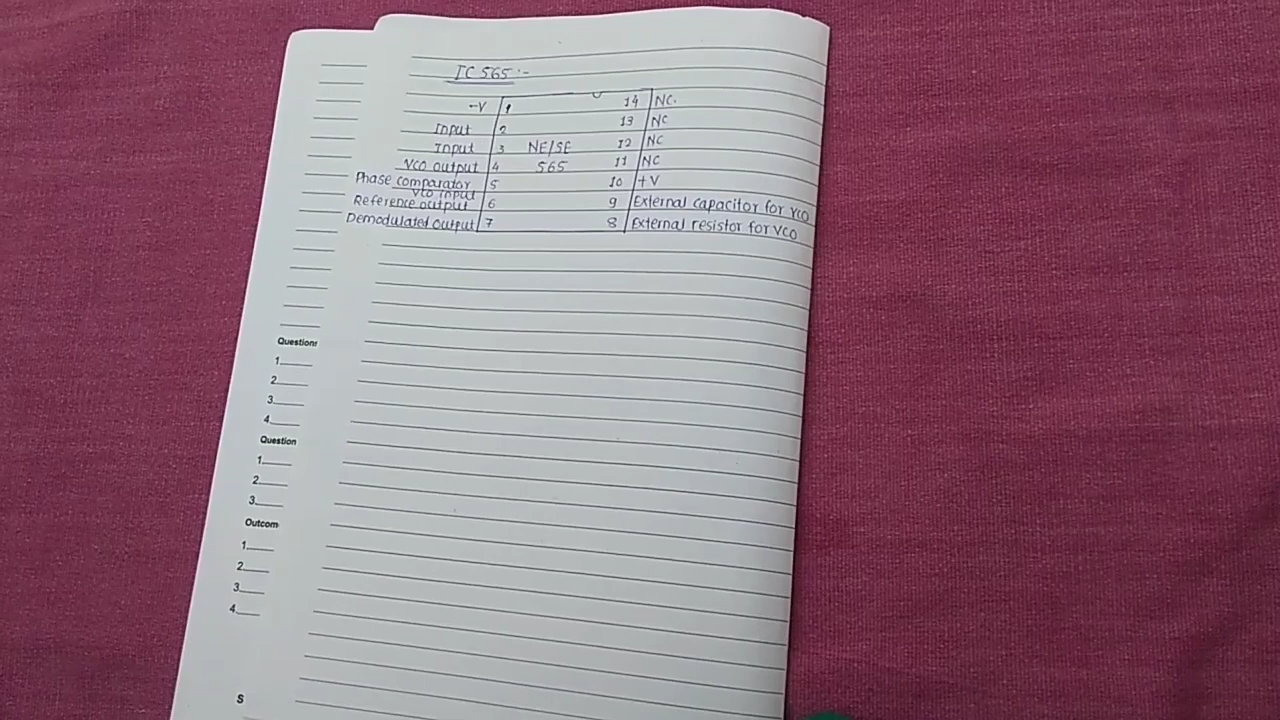 IC 565 :-
-V 1 14 NC.
Input 2 13 NC
Input 3 NE/SE 12 NC
VCO output 4 565 11 NC
Phase comparator 5 10 +V
VCO input
Reference output 6 9 External capacitor for VCO
Demodulated output 7 8 External resistor for VCO
Questions
1.
2.
3.
4.
Question
1.
2.
3.
Outcom
1.
2.
3.
4.
S